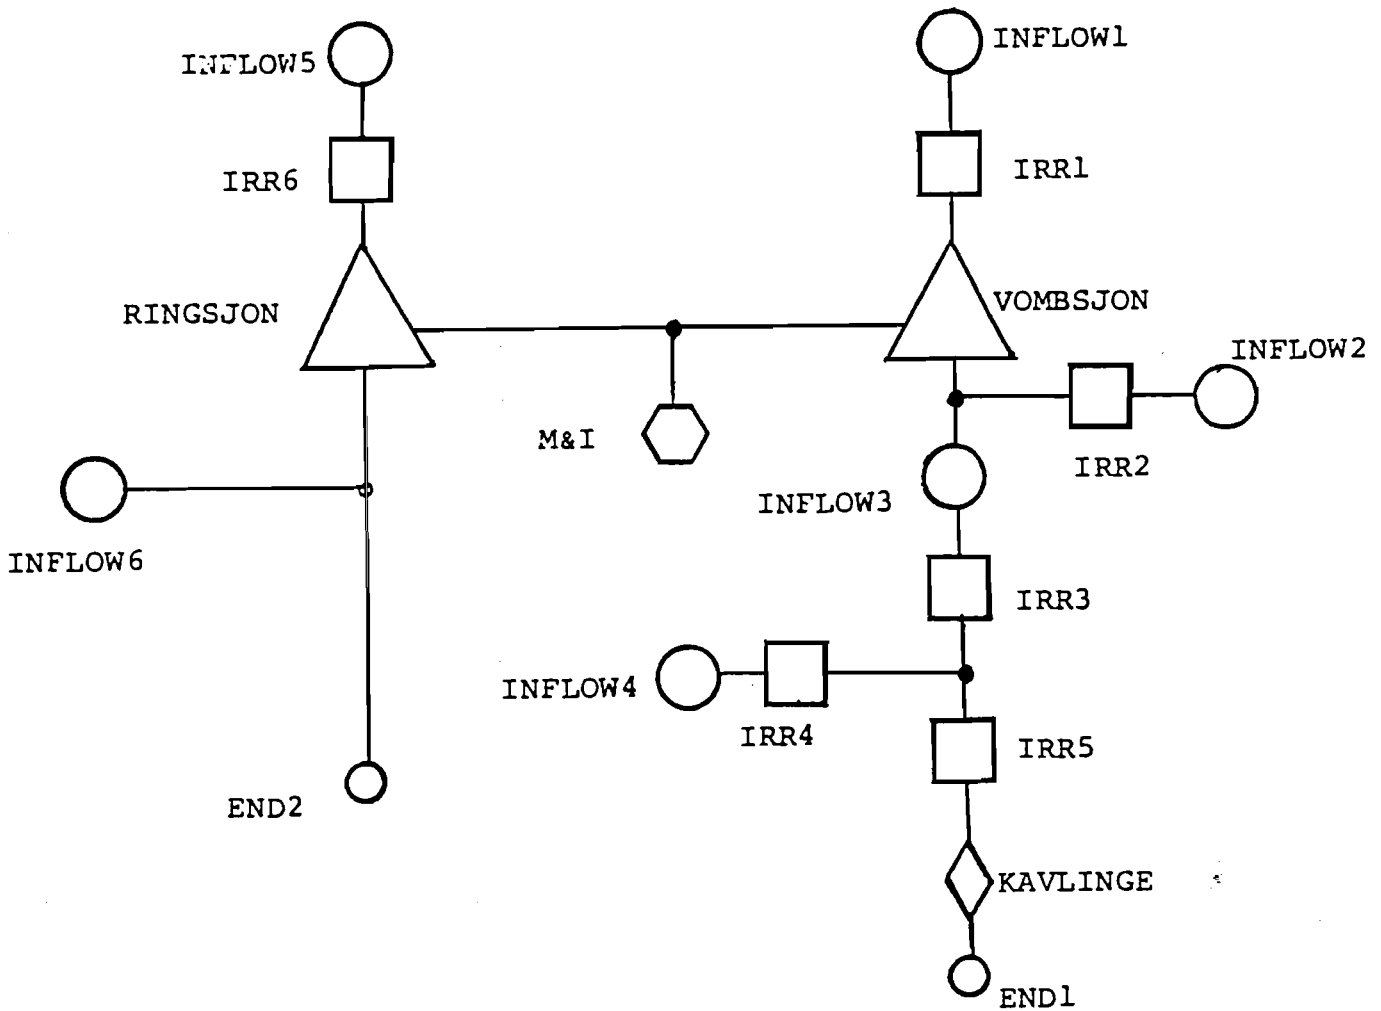 INFLOW5
INFLOW1
IRR6
IRR1
RINGSJON
VOMBSJON
INFLOW2
M&I
IRR2
INFLOW3
INFLOW6
IRR3
INFLOW4
IRR4
IRR5
END2
KAVLINGE
END1